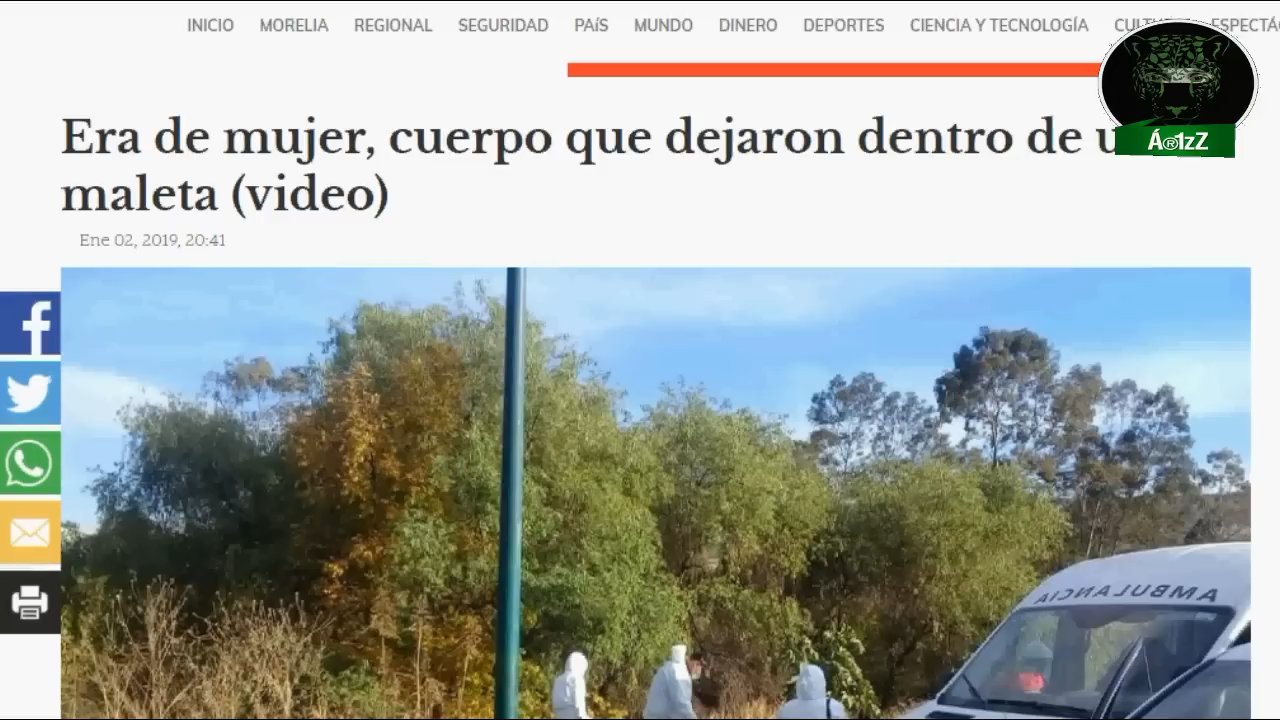 INICIO MORELIA REGIONAL SEGURIDAD PAíS MUNDO DINERO DEPORTES CIENCIA Y TECNOLOGÍA
Á®1zZ
Era de mujer, cuerpo que dejaron dentro de
maleta (video)
Ene 02, 2019, 20:41
AMBULANCIA